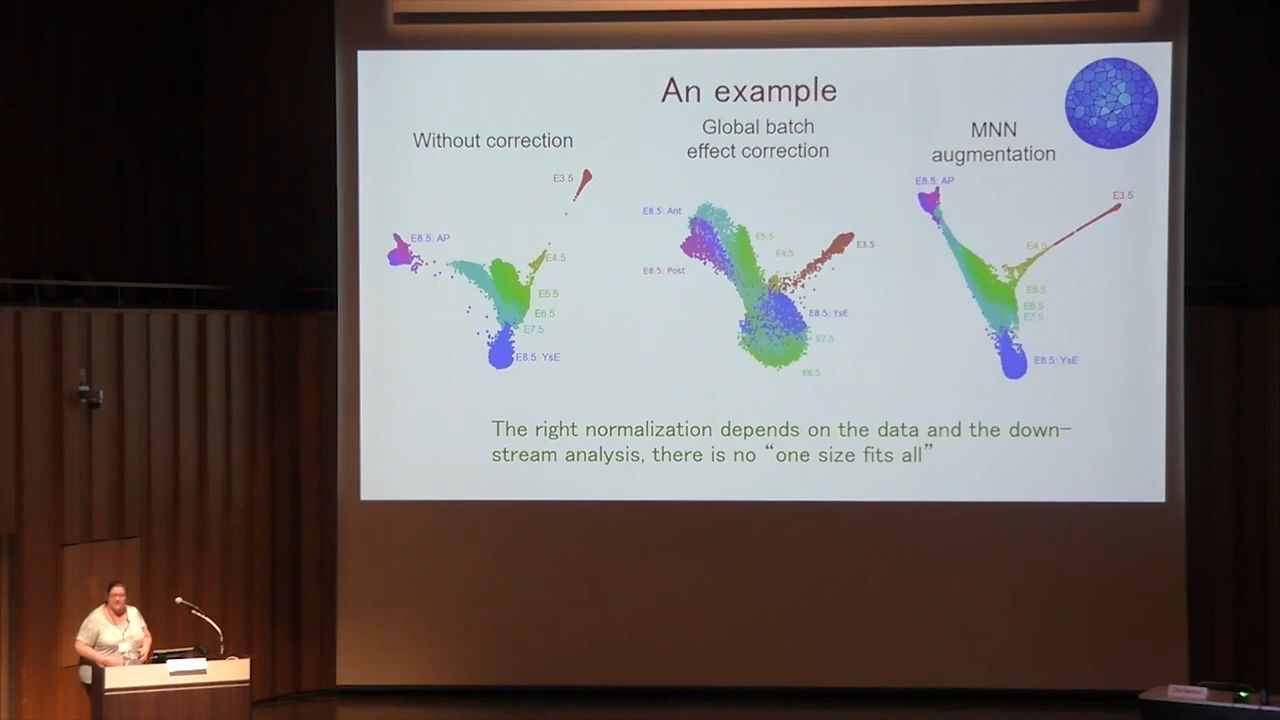 An example
Without correction
Global batch
effect correction
MNN
augmentation
E3.5
E8.5: AP
E4.5
E5.5
E6.5
E7.5
E8.5: YsE
E8.5: Ant
E5.5
E4.5
E3.5
E8.5: Post
E8.5: YsE
E7.5
E6.5
E8.5: AP
E3.5
E4.5
E5.5
E6.5
E7.5
E8.5: YsE
The right normalization depends on the data and the down-
stream analysis, there is no “one size fits all”